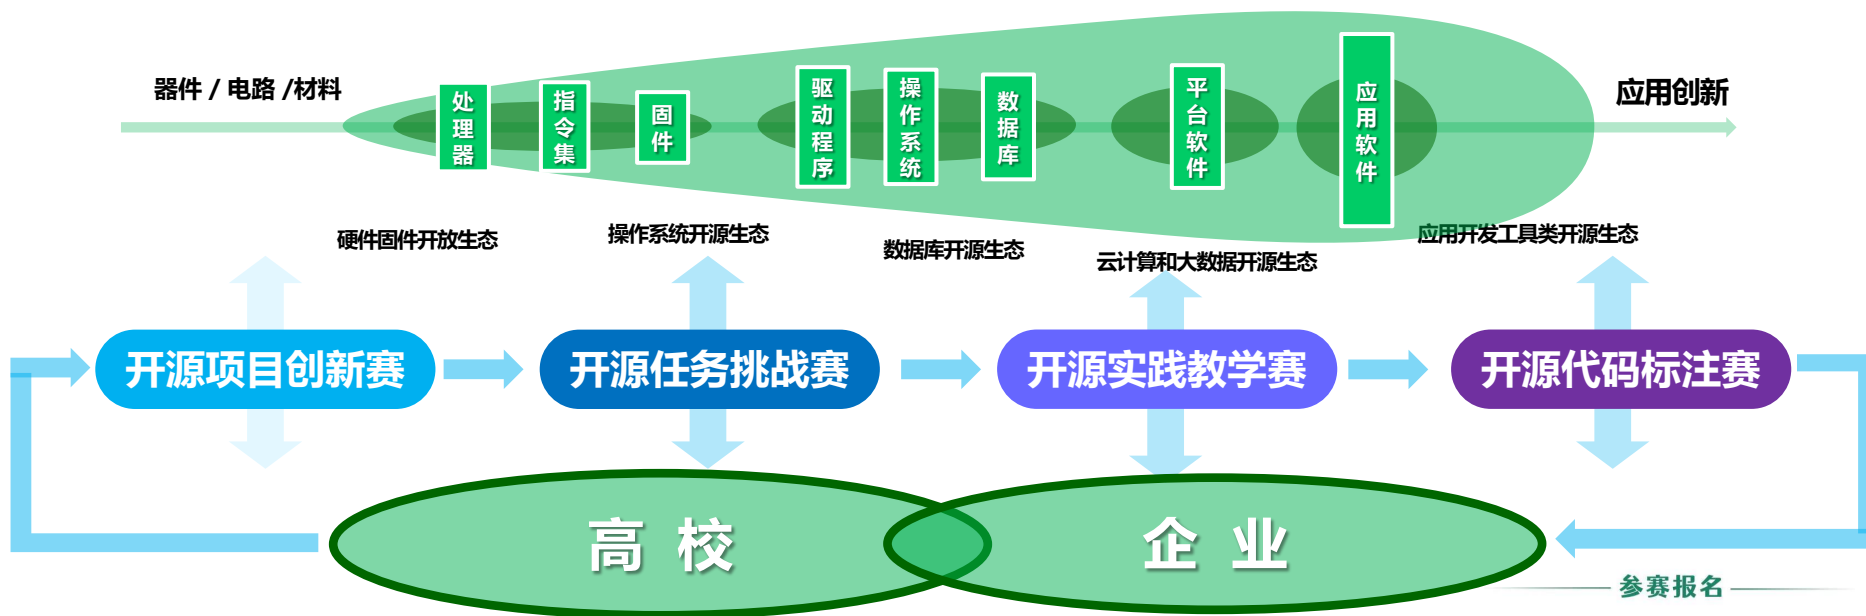 器件 / 电路 /材料
处理器
指令集
固件
驱动程序
操作系统
数据库
平台软件
应用软件
应用创新
硬件固件开放生态
操作系统开源生态
数据库开源生态
云计算和大数据开源生态
应用开发工具类开源生态
开源项目创新赛
开源任务挑战赛
开源实践教学赛
开源代码标注赛
高 校
企 业
参赛报名